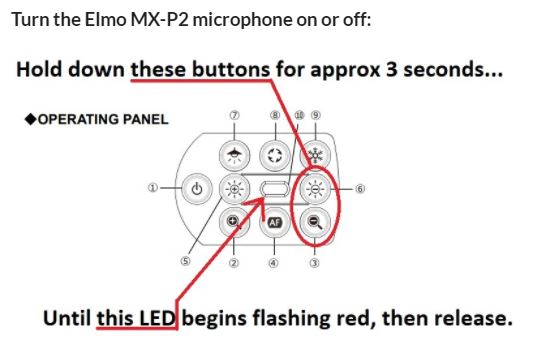 Turn the Elmo MX-P2 microphone on or off:
Hold down these buttons for approx 3 seconds...
◆OPERATING PANEL
⑦ ⑧ ⑩ ⑨
① ⑥
AF
⑤ ② ④ ③
Until this LED begins flashing red, then release.